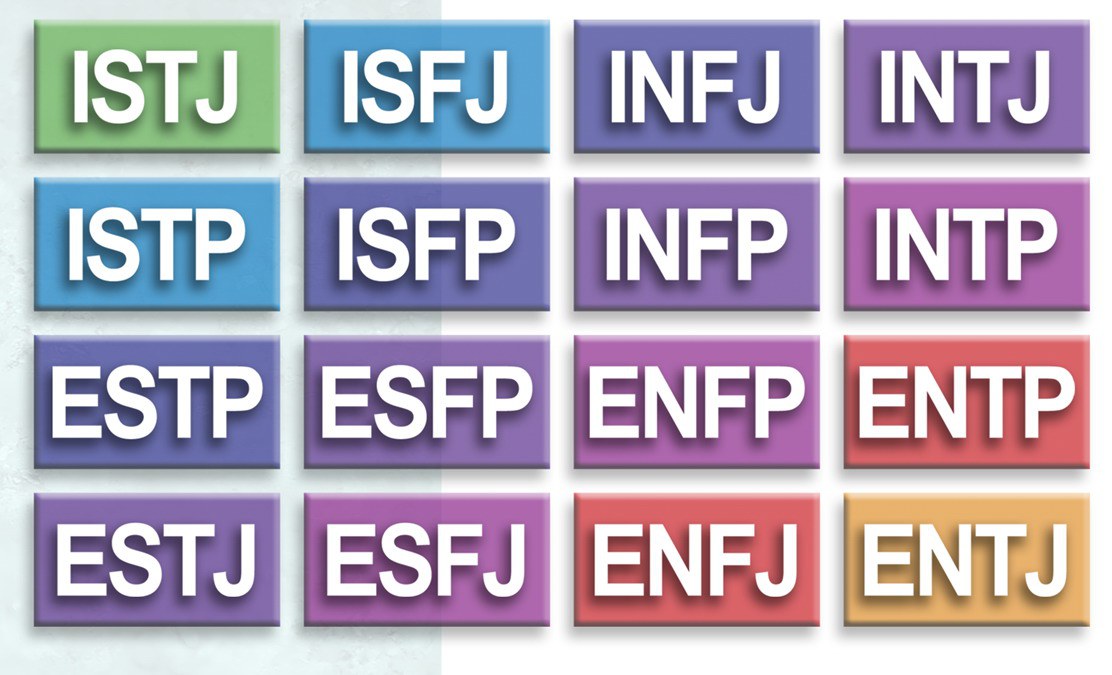 ISTJ ISFJ INFJ INTJ
ISTP ISFP INFP INTP
ESTP ESFP ENFP ENTP
ESTJ ESFJ ENFJ ENTJ